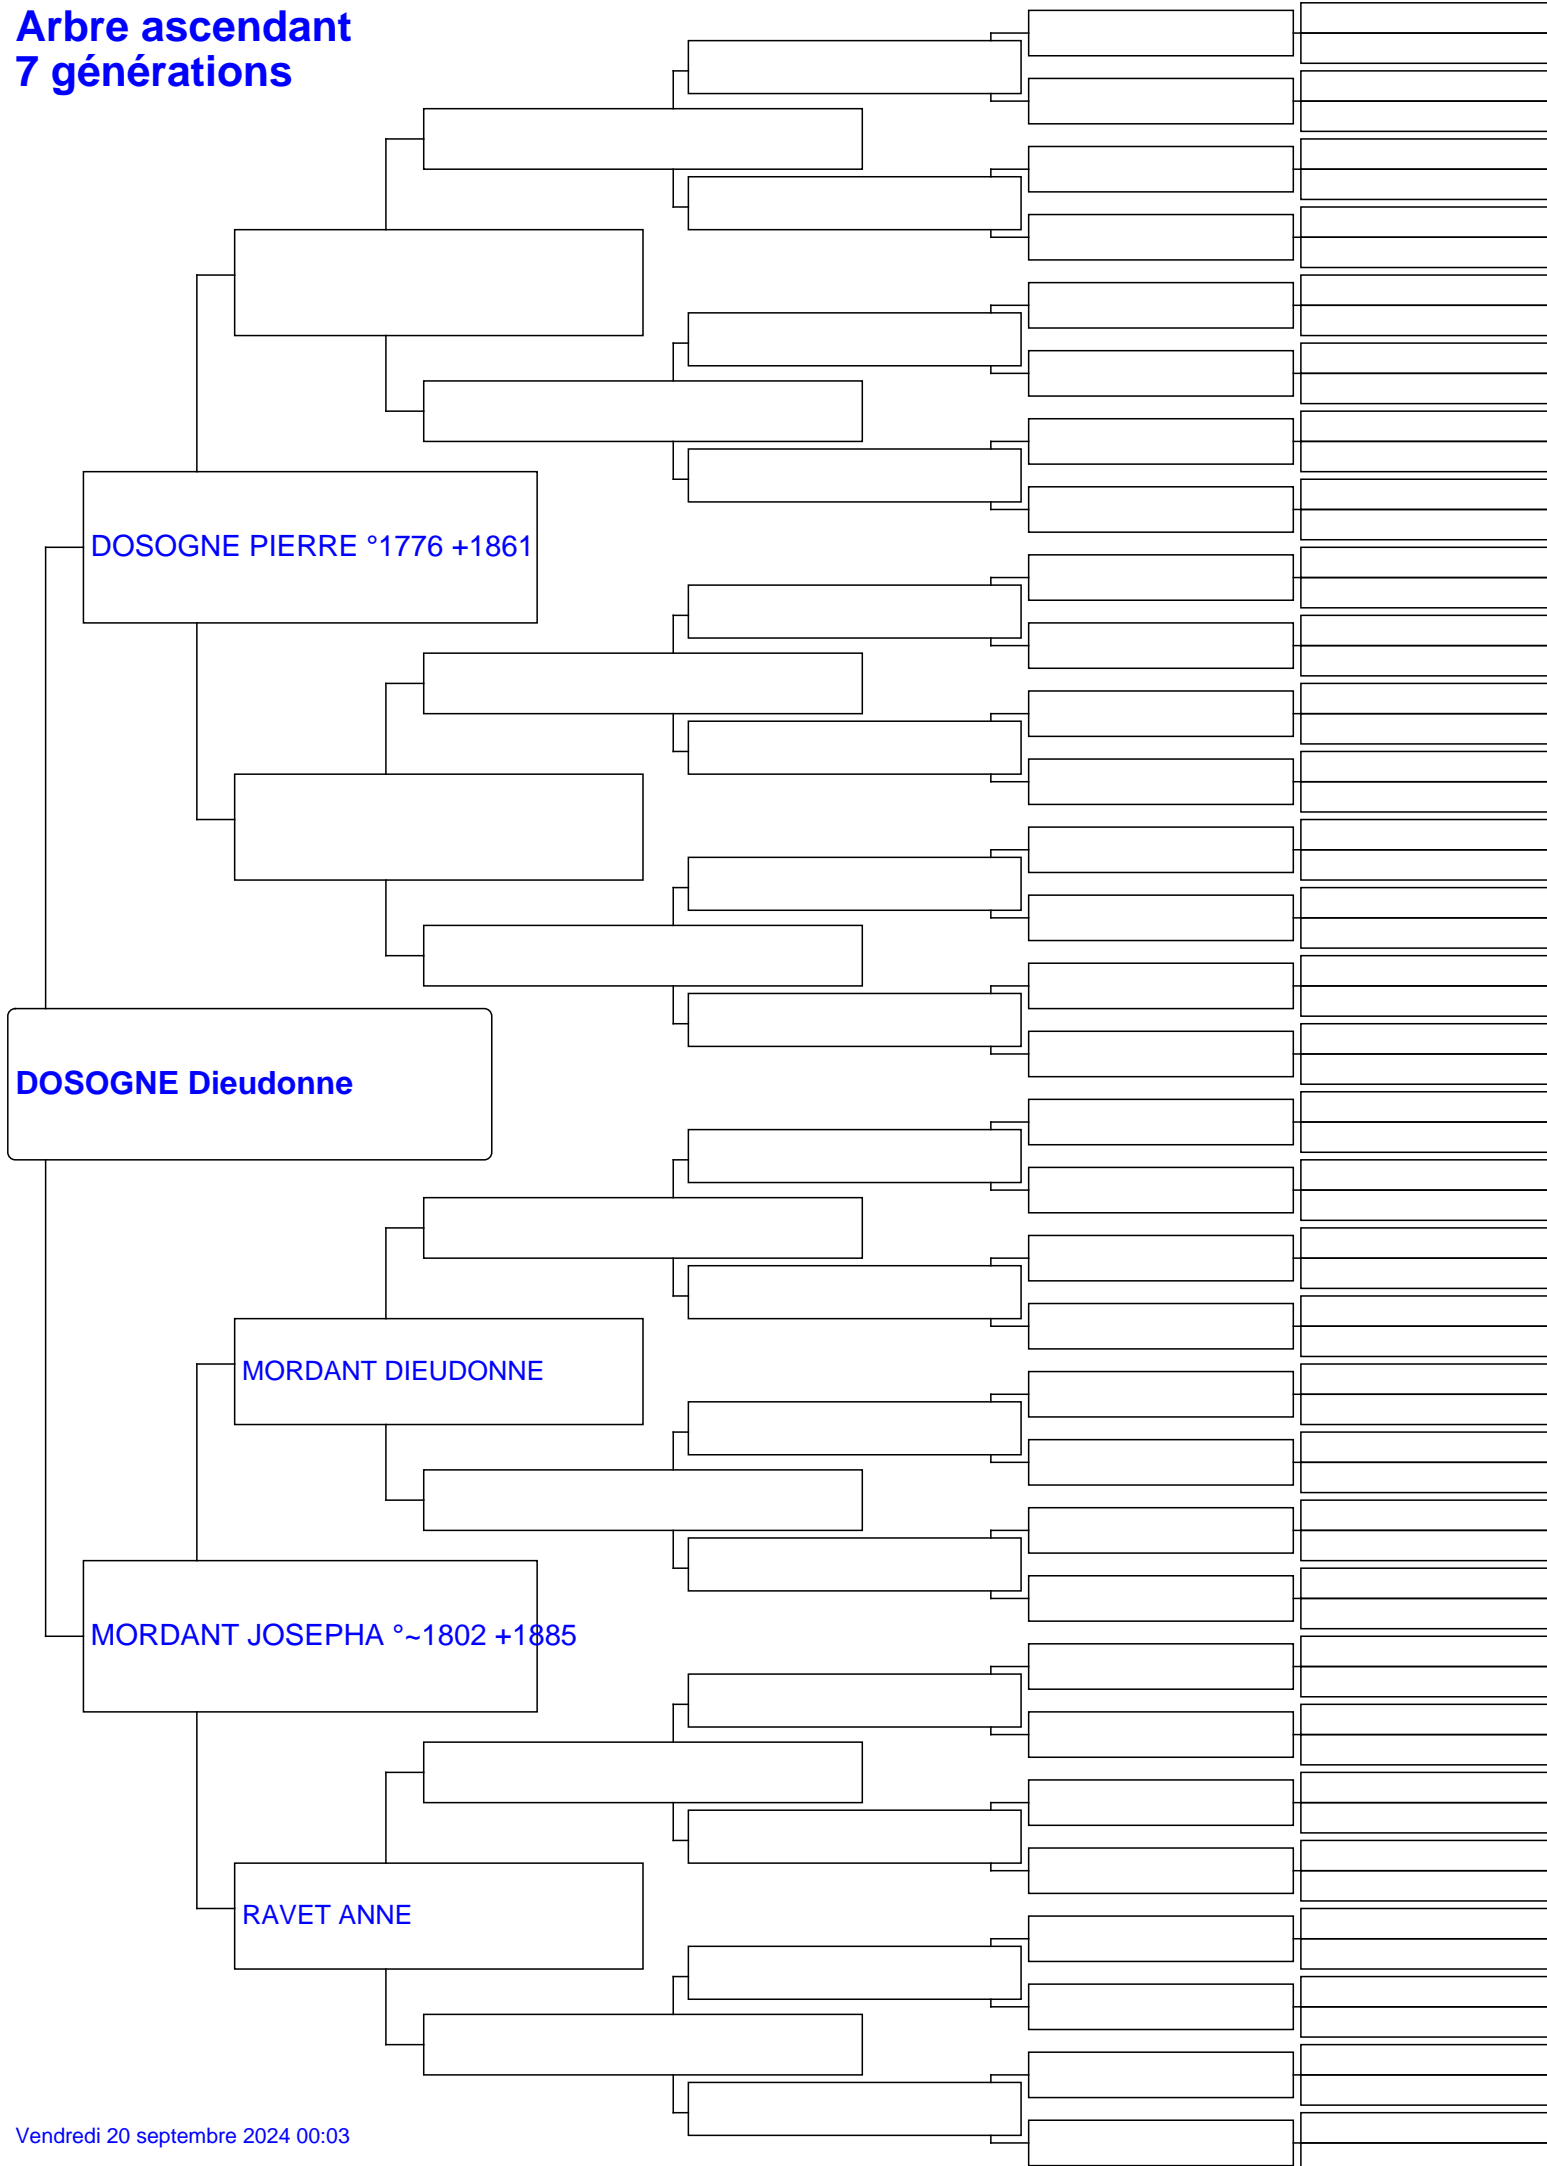 Arbre ascendant
7 générations
DOSOGNE PIERRE °1776 +1861
DOSOGNE Dieudonne
MORDANT DIEUDONNE
MORDANT JOSEPHA °~1802 +1885
RAVET ANNE
Vendredi 20 septembre 2024 00:03